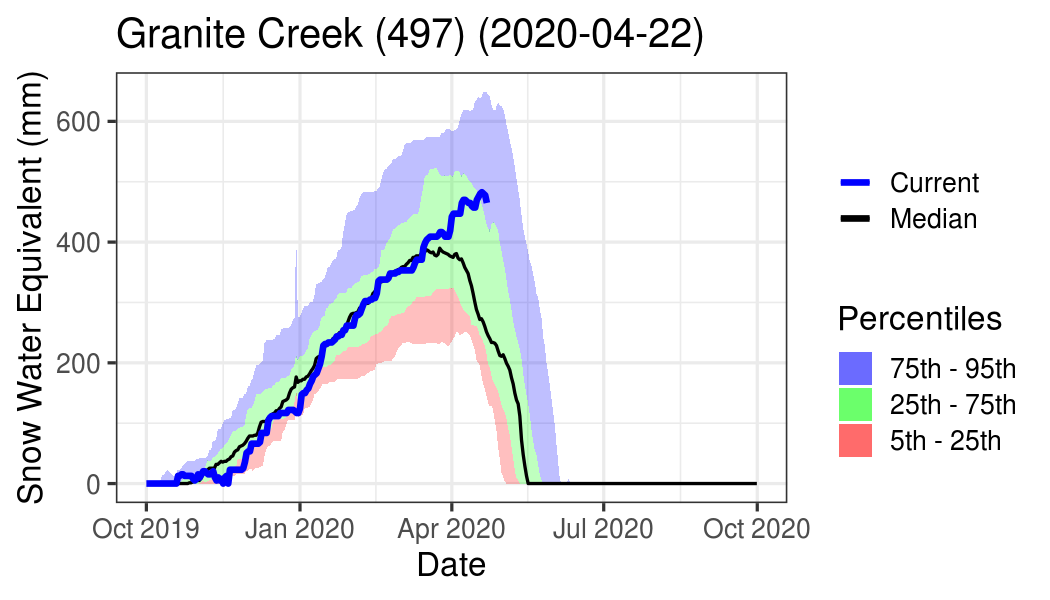 Granite Creek (497) (2020-04-22)
Snow Water Equivalent (mm)
600
400
200
0
Oct 2019
Jan 2020
Apr 2020
Jul 2020
Oct 2020
Date
Current
Median
Percentiles
75th - 95th
25th - 75th
5th - 25th